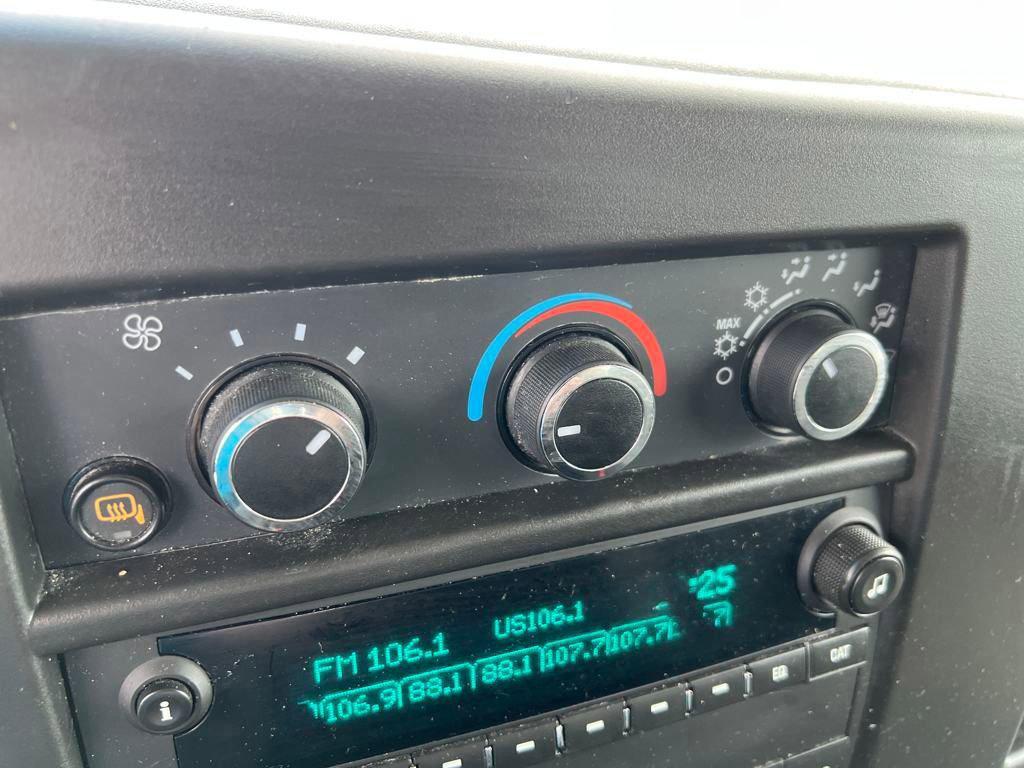 MAX
25
FM 106.1 US106.1
106.9 88.1 88.1 107.7 107.7
i
EQ CAT